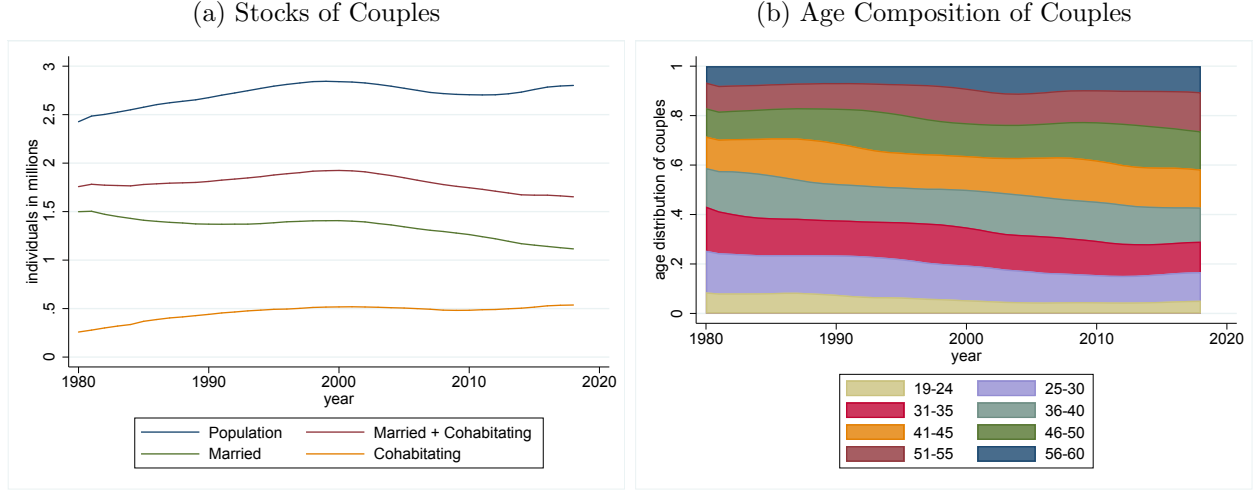 (a) Stocks of Couples
individuals in millions
3
2.5
2
1.5
1
.5
0
1980 1990 2000 2010 2020
year
Population Married + Cohabitating
Married Cohabitating
(b) Age Composition of Couples
age distribution of couples
1
.8
.6
.4
.2
0
1980 1990 2000 2010 2020
year
19-24 25-30
31-35 36-40
41-45 46-50
51-55 56-60